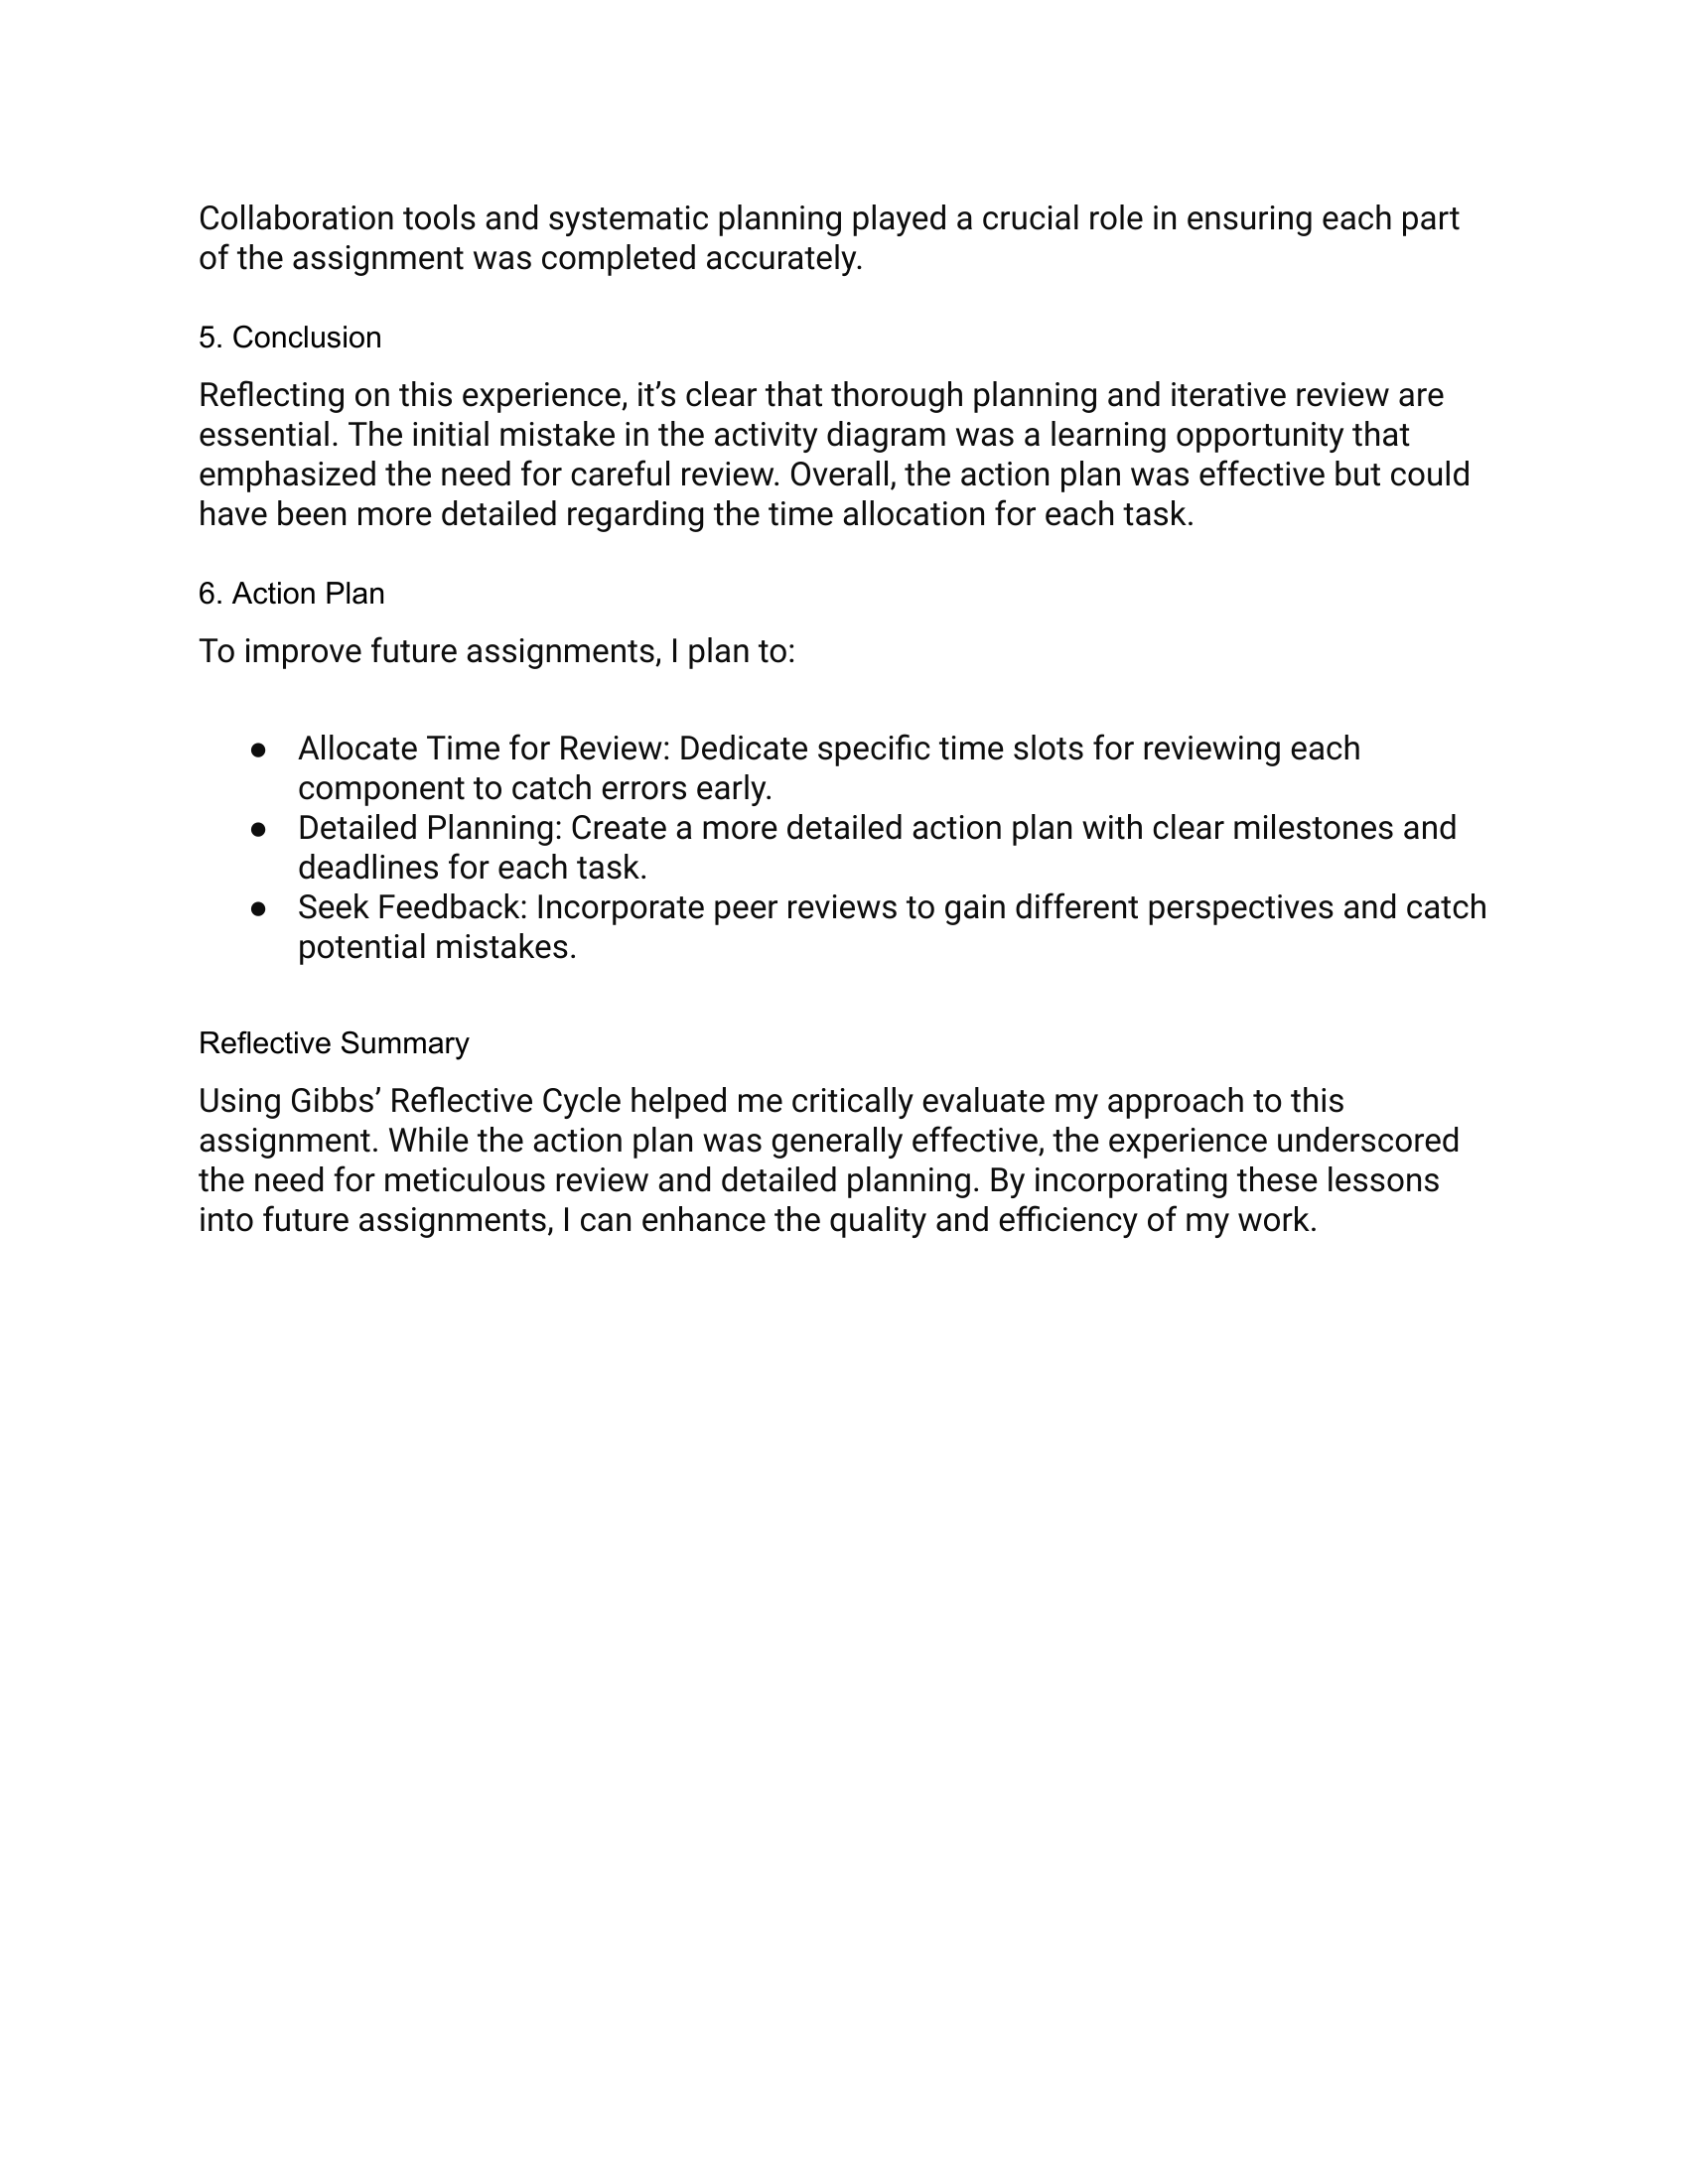 Collaboration tools and systematic planning played a crucial role in ensuring each part
of the assignment was completed accurately.
5. Conclusion
Reflecting on this experience, it’s clear that thorough planning and iterative review are
essential. The initial mistake in the activity diagram was a learning opportunity that
emphasized the need for careful review. Overall, the action plan was effective but could
have been more detailed regarding the time allocation for each task.
6. Action Plan
To improve future assignments, I plan to:
● Allocate Time for Review: Dedicate specific time slots for reviewing each
component to catch errors early.
● Detailed Planning: Create a more detailed action plan with clear milestones and
deadlines for each task.
● Seek Feedback: Incorporate peer reviews to gain different perspectives and catch
potential mistakes.
Reflective Summary
Using Gibbs’ Reflective Cycle helped me critically evaluate my approach to this
assignment. While the action plan was generally effective, the experience underscored
the need for meticulous review and detailed planning. By incorporating these lessons
into future assignments, I can enhance the quality and efficiency of my work.